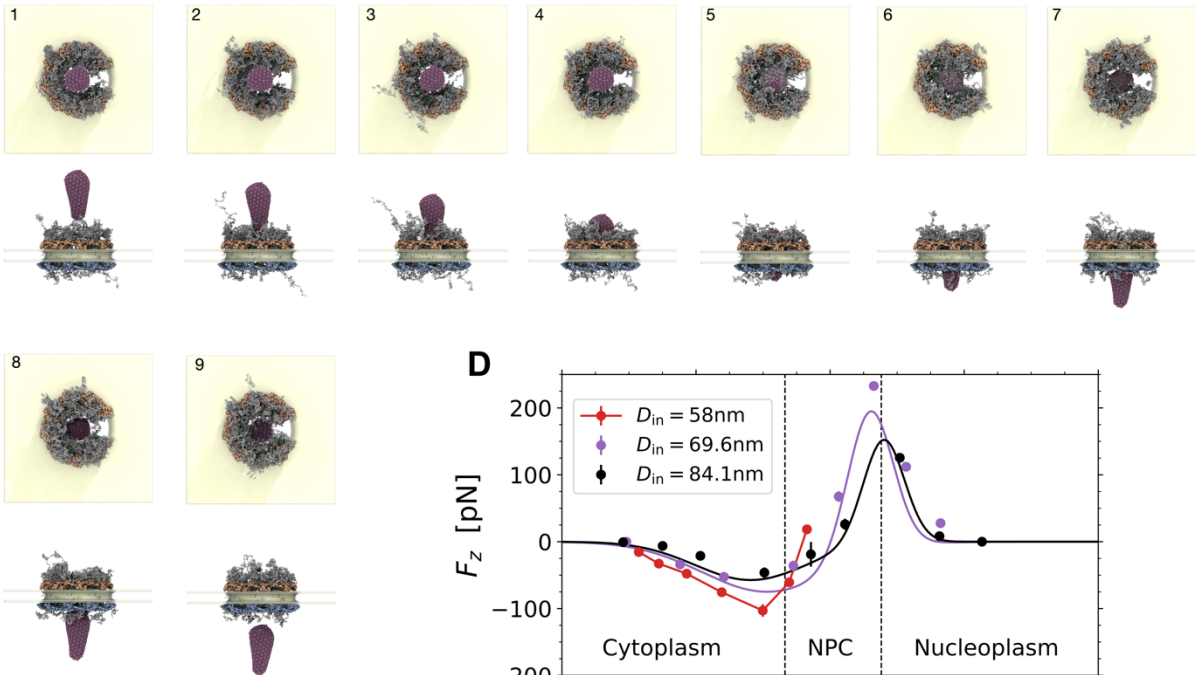 1
2
3
4
5
6
7
8
9
D
D_in = 58nm
D_in = 69.6nm
D_in = 84.1nm
F_z [pN]
200
100
0
−100
−200
Cytoplasm
NPC
Nucleoplasm